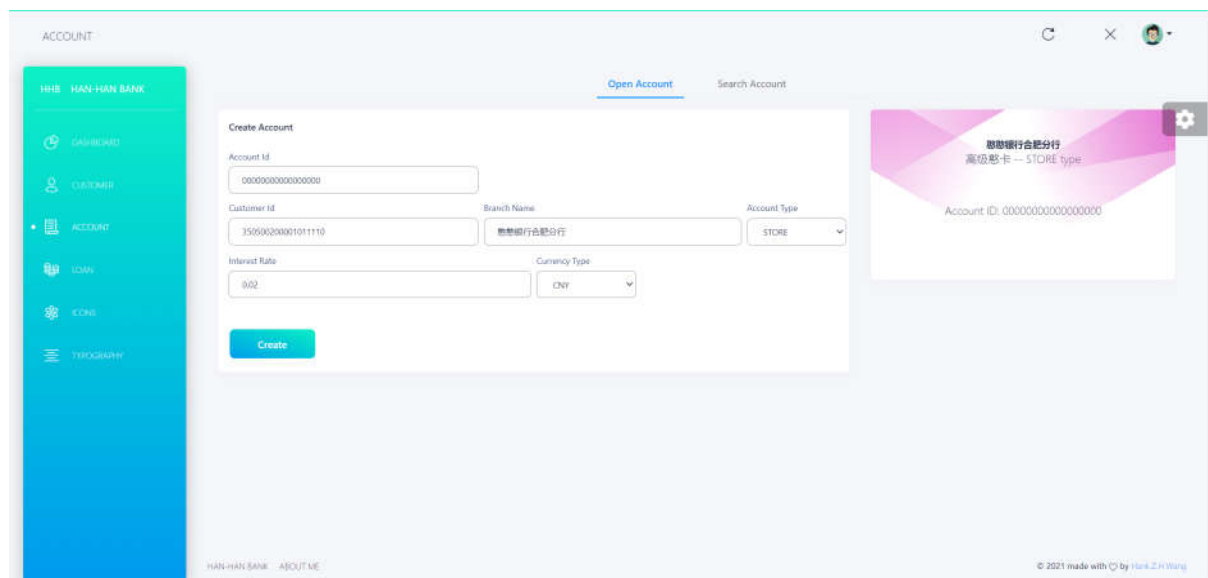 ACCOUNT
HHB HAN-HAN BANK
Open Account Search Account
DASHBOARD
CUSTOMER
ACCOUNT
LOAN
ICONS
TYPOGRAPHY
Create Account
Account Id
00000000000000000
Customer Id Branch Name Account Type
350500200001011110 憨憨银行合肥分行 STORE
Interest Rate Currency Type
0.02 CNY
Create
憨憨银行合肥分行
高级憨卡 -- STORE type
Account ID: 00000000000000000
HAN-HAN BANK ABOUT ME
© 2021 made with by Hank Z.H Wang